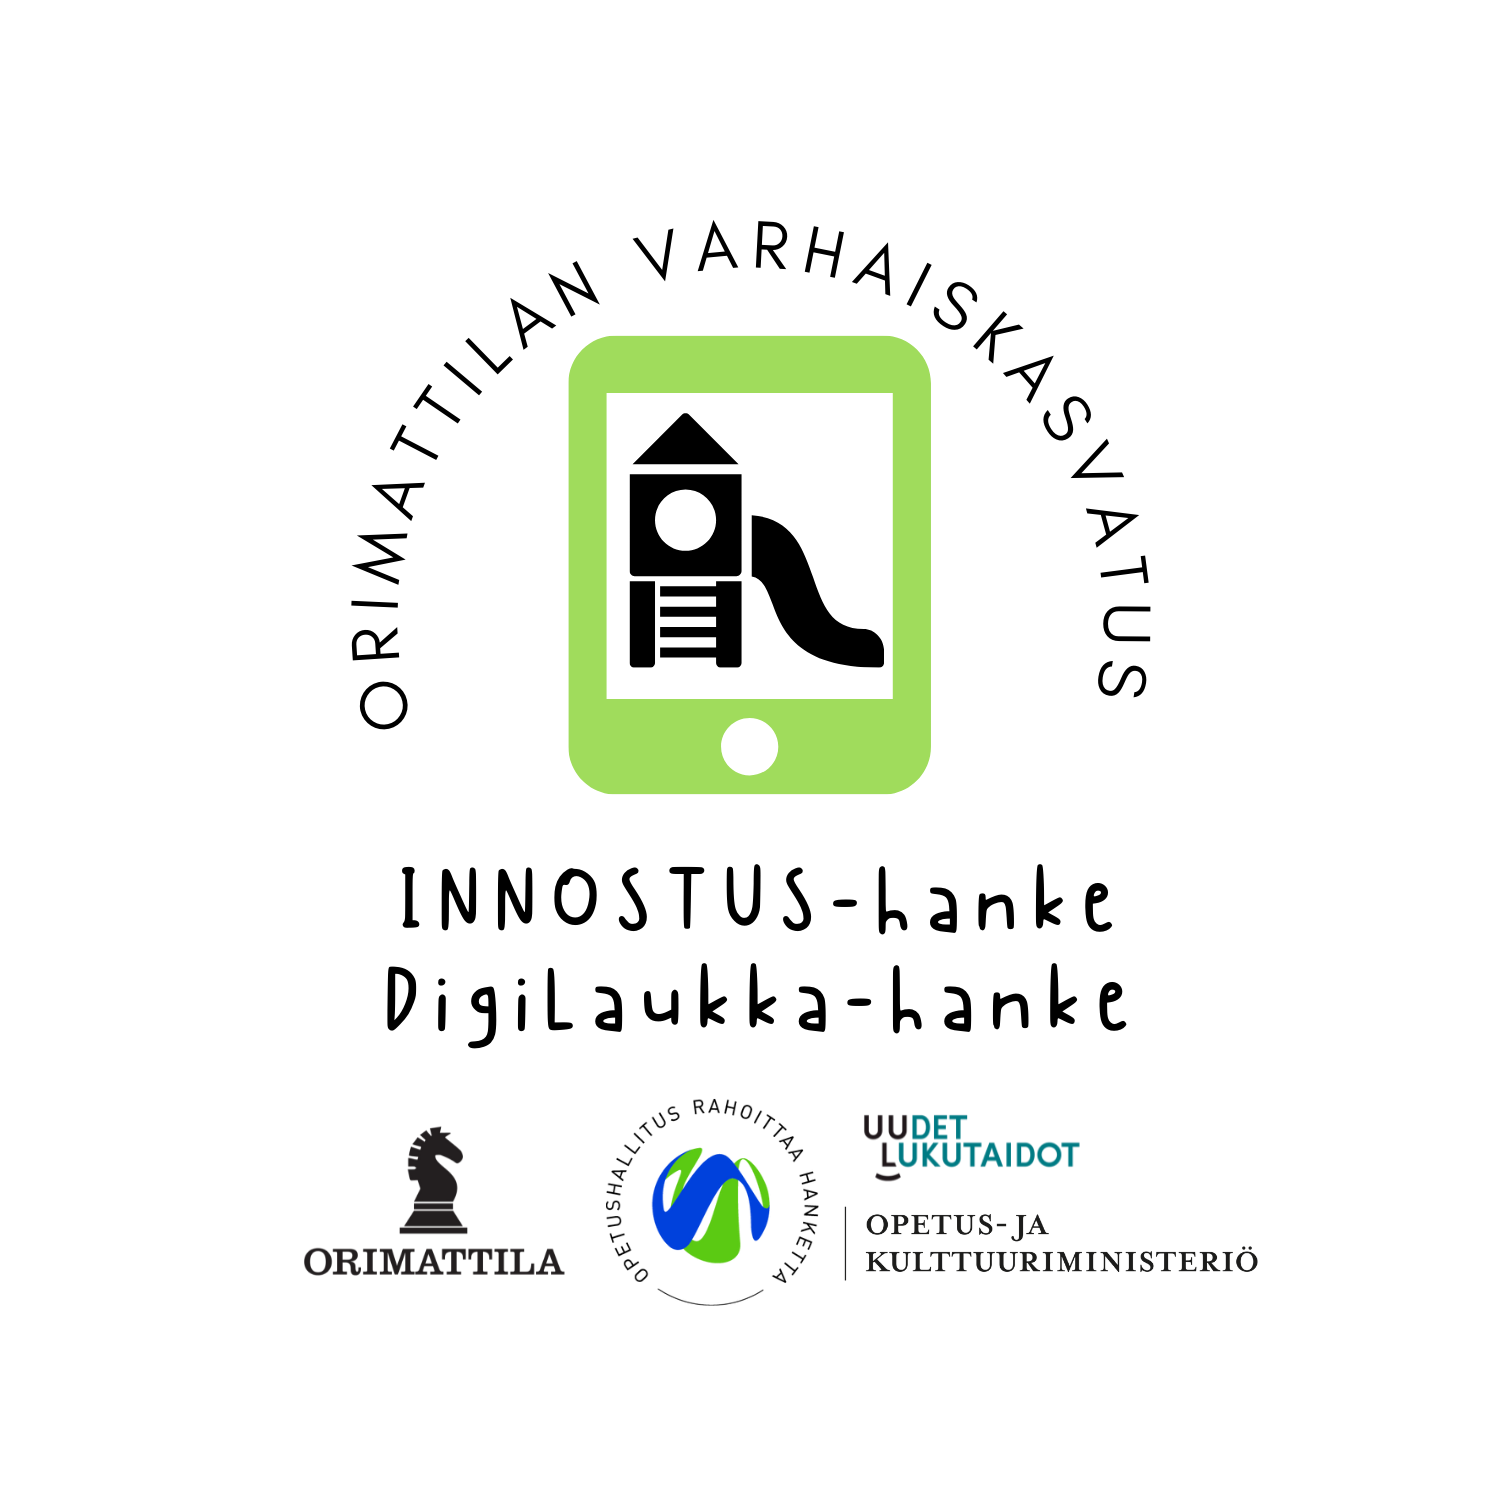 ORIMATTILAN VARHAISKASVATUS
INNOSTUS-hanke
DigiLaukka-hanke
ORIMATTILA
OPETUSHALLITUS RAHOITTAA HANKETTA
UUDET
LUKUTAIDOT
OPETUS- JA
KULTTUURIMINISTERIÖ